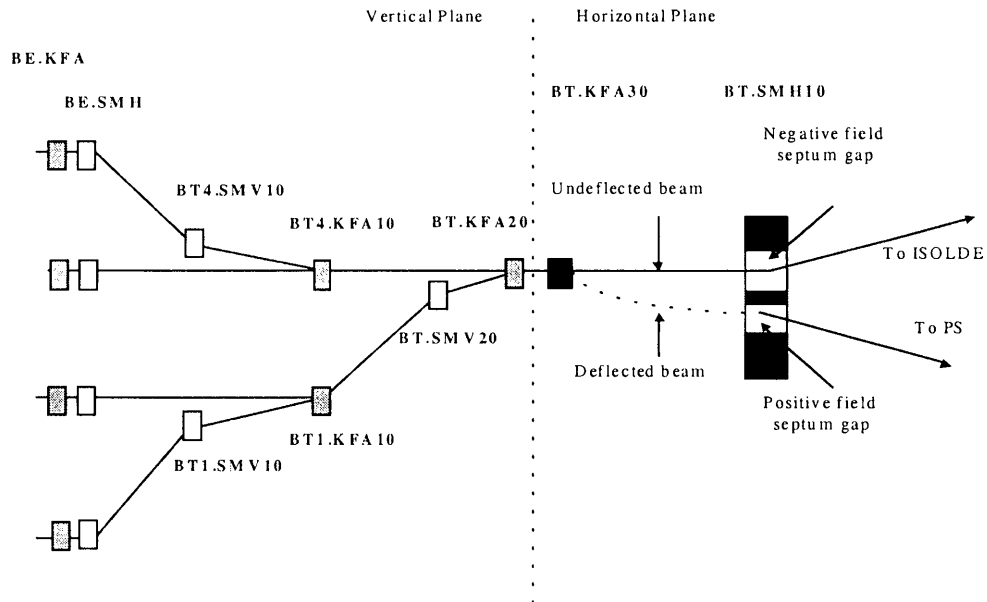 Vertical Plane
Horizontal Plane
BE.KFA
BE.SMH
BT.KFA30
BT.SMH10
Negative field
septum gap
BT4.SMV10
Undeflected beam
BT4.KFA10
BT.KFA20
To ISOLDE
BT.SMV20
To PS
Deflected beam
Positive field
septum gap
BT1.KFA10
BT1.SMV10